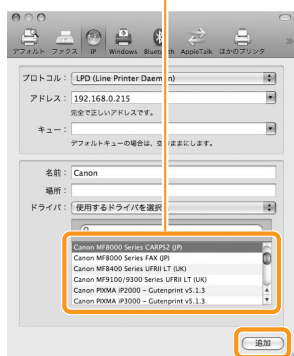 デフォルト ファクス IP Windows Bluetooth AppleTalk ほかのプリンタ
プロトコル： LPD (Line Printer Daemon)
アドレス： 192.168.0.215
完全で正しいアドレスです。
キュー：
デフォルトキューの場合は、空のままにします。
名前： Canon
場所：
ドライバ： 使用するドライバを選択
Canon MF8000 Series CARPS2 (JP)
Canon MF8000 Series FAX (JP)
Canon MF8400 Series UFRII LT (UK)
Canon MF9100/9300 Series UFRII LT (UK)
Canon PIXMA iP2000 – Gutenprint v5.1.3
Canon PIXMA iP3000 – Gutenprint v5.1.3
追加